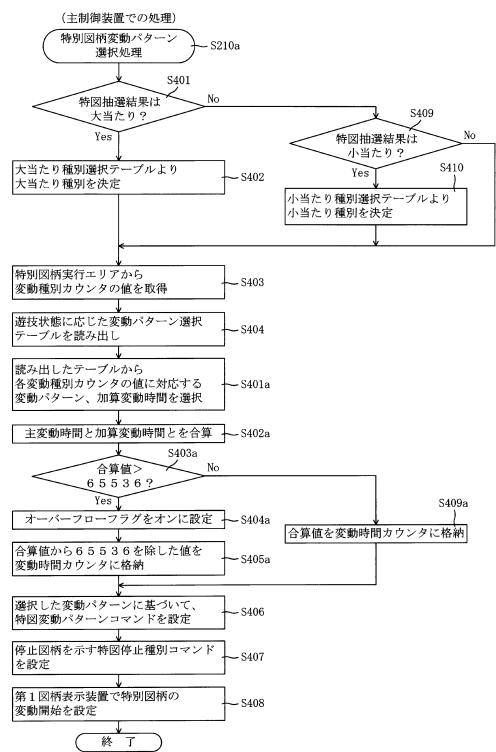 (主制御装置での処理)
特別図柄変動パターン
選択処理
S210a
S401
特図抽選結果は
大当たり?
No
Yes
S409
特図抽選結果は
小当たり?
No
Yes
大当たり種別選択テーブルより
大当たり種別を決定
S402
S410
小当たり種別選択テーブルより
小当たり種別を決定
特別図柄実行エリアから
変動種別カウンタの値を取得
S403
遊技状態に応じた変動パターン選択
テーブルを読み出し
S404
読み出したテーブルから
各変動種別カウンタの値に対応する
変動パターン、加算変動時間を選択
S401a
主変動時間と加算変動時間とを合算
S402a
S403a
合算値>
65536?
No
Yes
オーバーフローフラグをオンに設定
S404a
S409a
合算値を変動時間カウンタに格納
合算値から65536を除した値を
変動時間カウンタに格納
S405a
選択した変動パターンに基づいて、
特図変動パターンコマンドを設定
S406
停止図柄を示す特図停止種別コマンド
を設定
S407
第1図柄表示装置で特別図柄の
変動開始を設定
S408
終 了